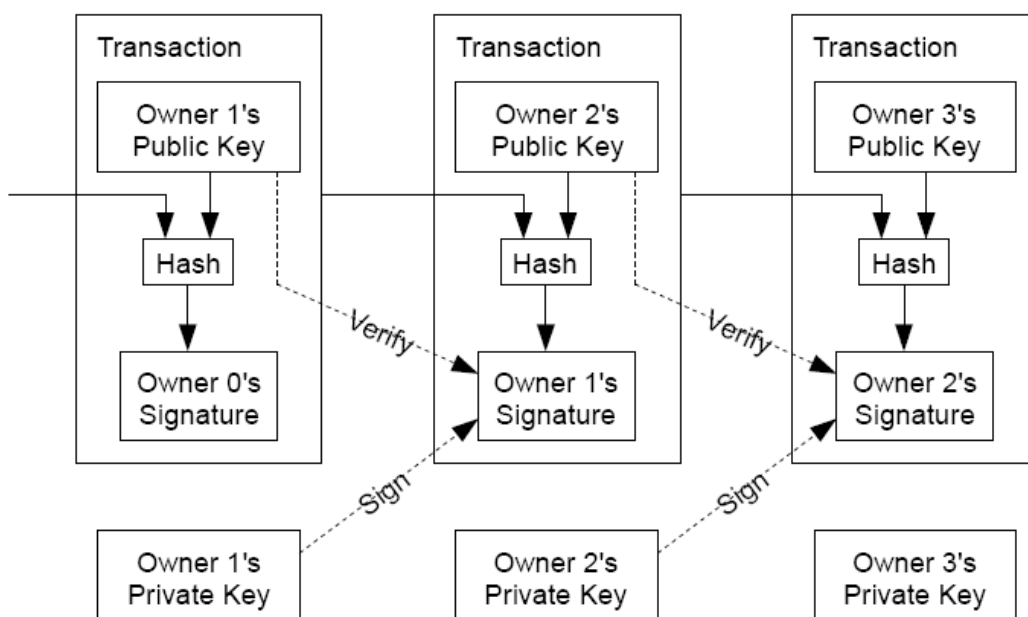 Transaction
Owner 1's
Public Key
Hash
Verify
Owner 0's
Signature
Transaction
Owner 2's
Public Key
Hash
Verify
Owner 1's
Signature
Transaction
Owner 3's
Public Key
Hash
Owner 2's
Signature
Sign
Sign
Owner 1's
Private Key
Owner 2's
Private Key
Owner 3's
Private Key